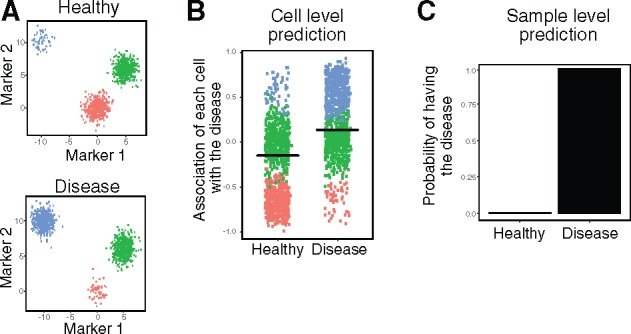 A
Healthy
Marker 2
10
5
0
-10
-5
0
5
Marker 1
Disease
Marker 2
10
5
0
-10
-5
0
5
Marker 1
B
Cell level
prediction
Association of each cell
with the disease
1.0
0.5
0.0
-0.5
-1.0
Healthy
Disease
C
Sample level
prediction
Probability of having
the disease
1.0
0.75
0.5
0.25
0.0
Healthy
Disease